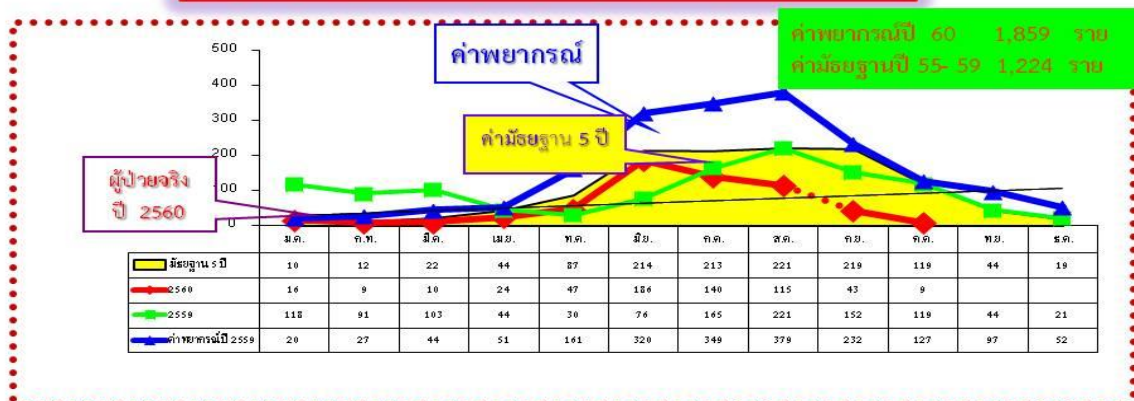 ค่าพยากรณ์ปี 60 1,859 ราย
ค่ามัธยฐานปี 55- 59 1,224 ราย
ค่าพยากรณ์
ค่ามัธยฐาน 5 ปี
ผู้ป่วยจริง
ปี 2560
500
400
300
200
100
0
ม.ค. ก.พ. มี.ค. เม.ย. พ.ค. มิ.ย. ก.ค. ส.ค. ก.ย. ต.ค. พ.ย. ธ.ค.
มัธยฐาน 5 ปี 10 12 22 44 87 214 213 221 219 119 44 19
2560 16 9 10 24 47 186 140 115 43 9
2559 118 91 103 44 30 76 165 221 152 119 44 21
ค่าพยากรณ์ปี 2559 20 27 44 51 161 320 349 379 232 127 97 52